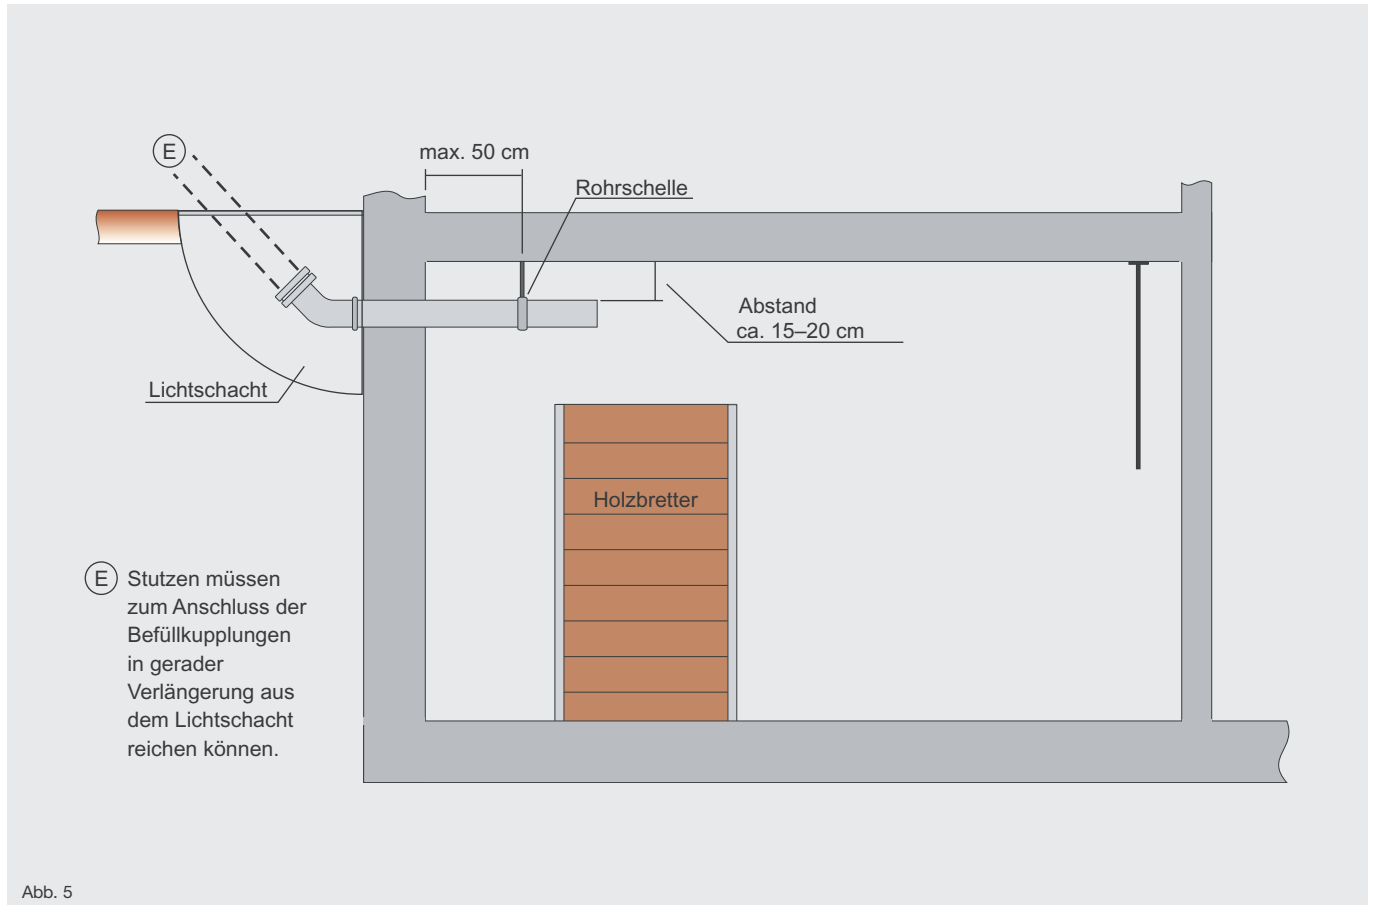 E
max. 50 cm
Rohrschelle
Abstand
ca. 15–20 cm
Lichtschacht
Holzbretter
E Stutzen müssen
zum Anschluss der
Befüllkupplungen
in gerader
Verlängerung aus
dem Lichtschacht
reichen können.
Abb. 5